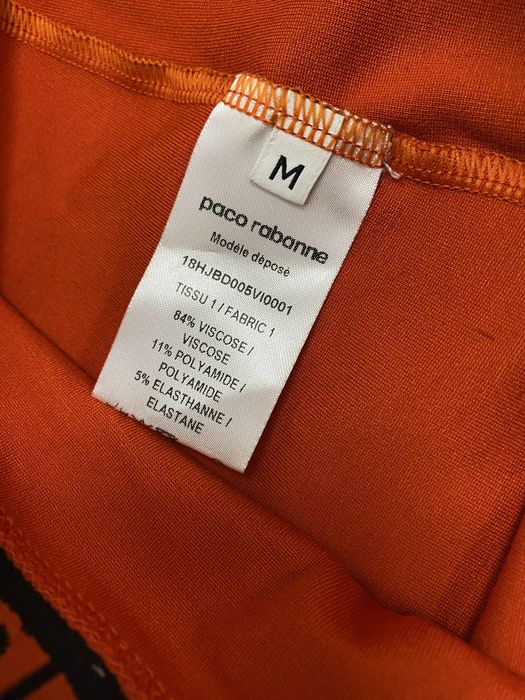 M
paco rabanne
Modèle déposé
18HJBD005VI0001
TISSU 1 / FABRIC 1
84% VISCOSE /
VISCOSE
11% POLYAMIDE /
POLYAMIDE
5% ELASTHANNE /
ELASTANE